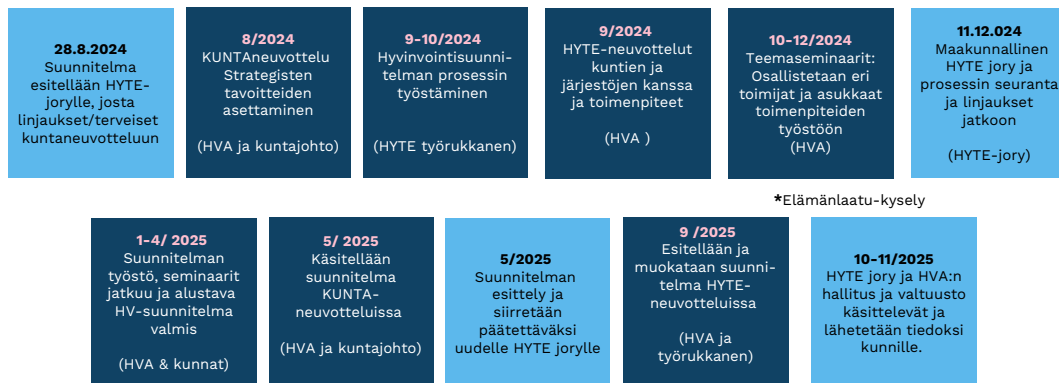 28.8.2024
Suunnitelma
esitellään HYTE-
jorylle, josta
linjaukset/terveiset
kuntaneuvotteluun
8/2024
KUNTAneuvottelu
Strategisten
tavoitteiden
asettaminen
(HVA ja kuntajohto)
9-10/2024
Hyvinvointisuunni-
telman prosessin
työstäminen
(HYTE työrukkanen)
9/2024
HYTE-neuvottelut
kuntien ja
järjestöjen kanssa
ja toimenpiteet
(HVA )
10-12/2024
Teemaseminaarit:
Osallistetaan eri
toimijat ja asukkaat
toimenpiteiden
työstöön
(HVA)
11.12.024
Maakunnallinen
HYTE jory ja
prosessin seuranta
ja linjaukset
jatkoon
(HYTE-jory)
*Elämänlaatu-kysely
1-4/ 2025
Suunnitelman
työstö, seminaarit
jatkuu ja alustava
HV-suunnitelma
valmis
(HVA & kunnat)
5/ 2025
Käsitellään
suunnitelma
KUNTA-
neuvotteluissa
(HVA ja kuntajohto)
5/2025
Suunnitelman
esittely ja
siirretään
päätettäväksi
uudelle HYTE jorylle
9 /2025
Esitellään ja
muokataan suunni-
telma HYTE-
neuvotteluissa
(HVA ja
työrukkanen)
10-11/2025
HYTE jory ja HVA:n
hallitus ja valtuusto
käsittelevät ja
lähetetään tiedoksi
kunnille.